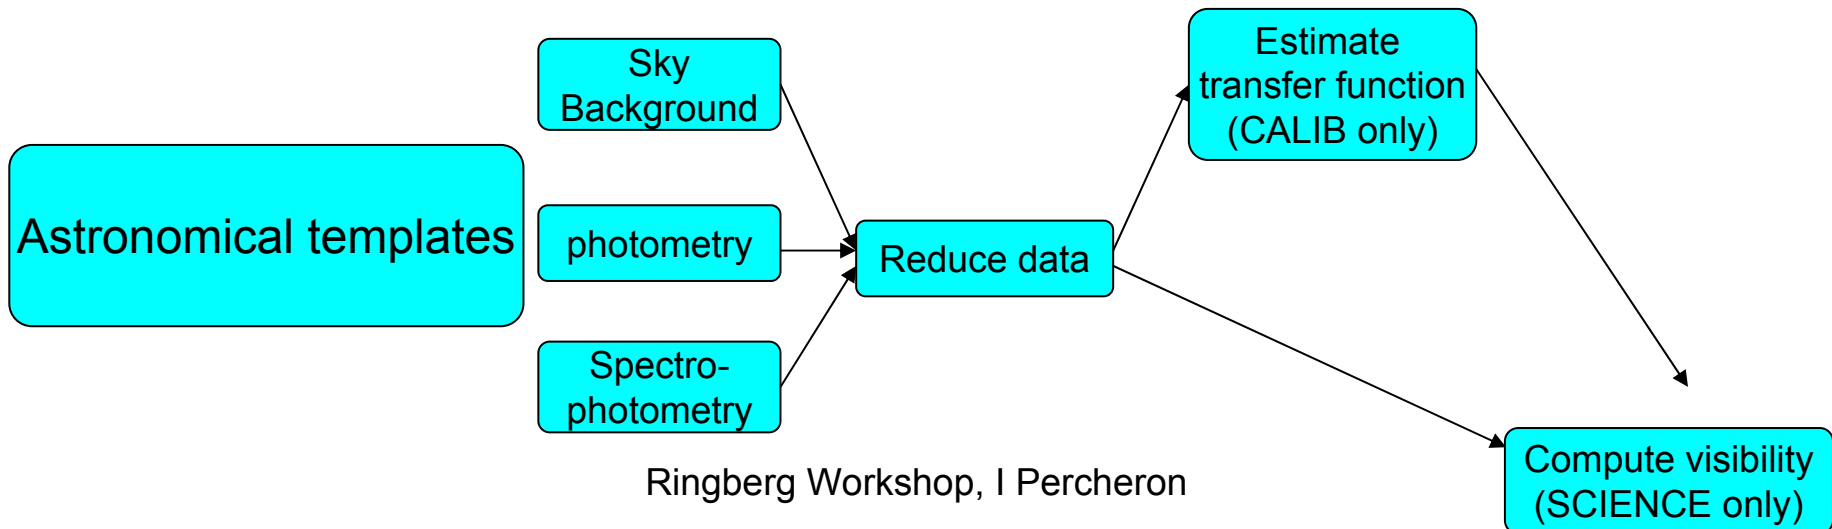 Astronomical templates
Sky
Background
photometry
Spectro-
photometry
Reduce data
Estimate
transfer function
(CALIB only)
Compute visibility
(SCIENCE only)
Ringberg Workshop, I Percheron